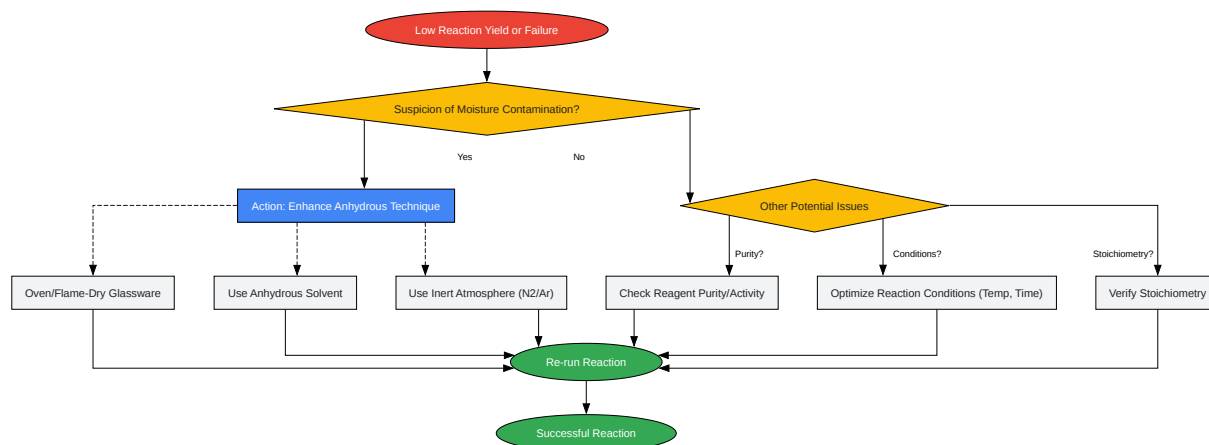 Low Reaction Yield or Failure
Suspicion of Moisture Contamination?
Yes
No
Action: Enhance Anhydrous Technique
Other Potential Issues
Purity?
Conditions?
Stoichiometry?
Oven/Flame-Dry Glassware
Use Anhydrous Solvent
Use Inert Atmosphere (N2/Ar)
Check Reagent Purity/Activity
Optimize Reaction Conditions (Temp, Time)
Verify Stoichiometry
Re-run Reaction
Successful Reaction